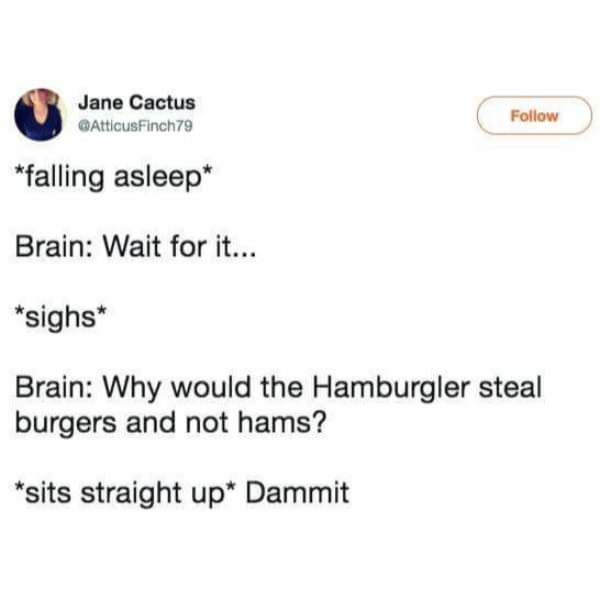 Jane Cactus
@AtticusFinch79
Follow
*falling asleep*
Brain: Wait for it...
*sighs*
Brain: Why would the Hamburgler steal
burgers and not hams?
*sits straight up* Dammit